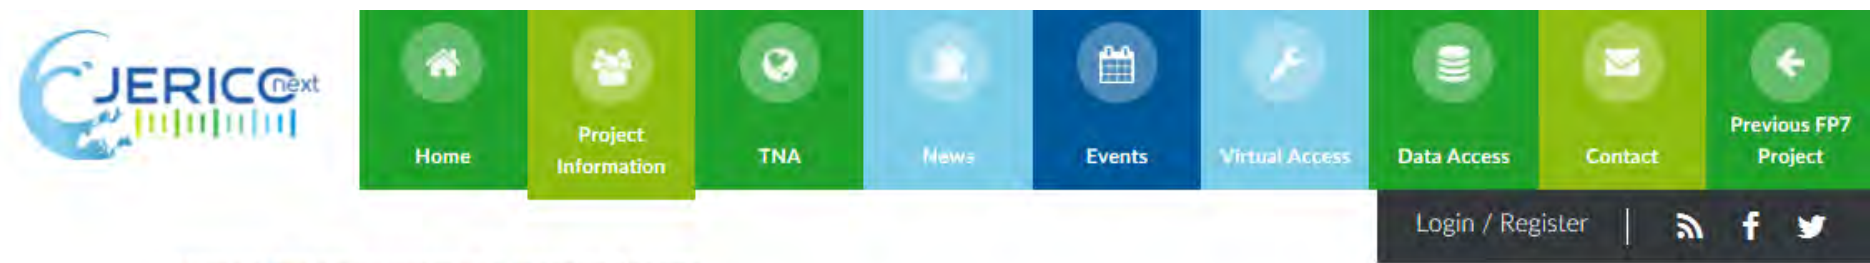 JERICO next
Home
Project
Information
TNA
News
Events
Virtual Access
Data Access
Contact
Previous FP7
Project
Login / Register